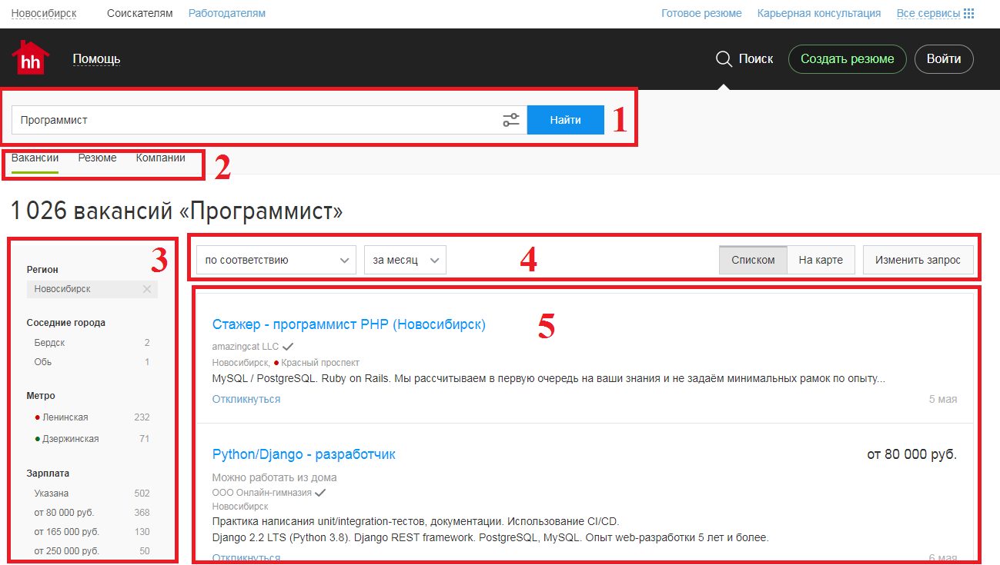 Новосибирск Соискателям Работодателям Готовое резюме Карьерная консультация Все сервисы
hh Помощь Поиск Создать резюме Войти
Программист Найти 1
Вакансии Резюме Компании 2
1 026 вакансий «Программист»
3
Регион
Новосибирск
Соседние города
Бердск 2
Обь 1
Метро
Ленинская 232
Дзержинская 71
Зарплата
Указана 502
от 80 000 руб. 368
от 165 000 руб. 130
от 250 000 руб. 50
по соответствию за месяц 4 Списком На карте Изменить запрос
Стажер - программист PHP (Новосибирск) 5
amazingcat LLC
Новосибирск, Красный проспект
MySQL / PostgreSQL. Ruby on Rails. Мы рассчитываем в первую очередь на ваши знания и не задаём минимальных рамок по опыту...
Откликнуться 5 мая
Python/Django - разработчик от 80 000 руб.
Можно работать из дома
ООО Онлайн-гимназия
Новосибирск
Практика написания unit/integration-тестов, документации. Использование CI/CD.
Django 2.2 LTS (Python 3.8). Django REST framework. PostgreSQL, MySQL. Опыт web-разработки 5 лет и более.
Откликнуться 6 мая